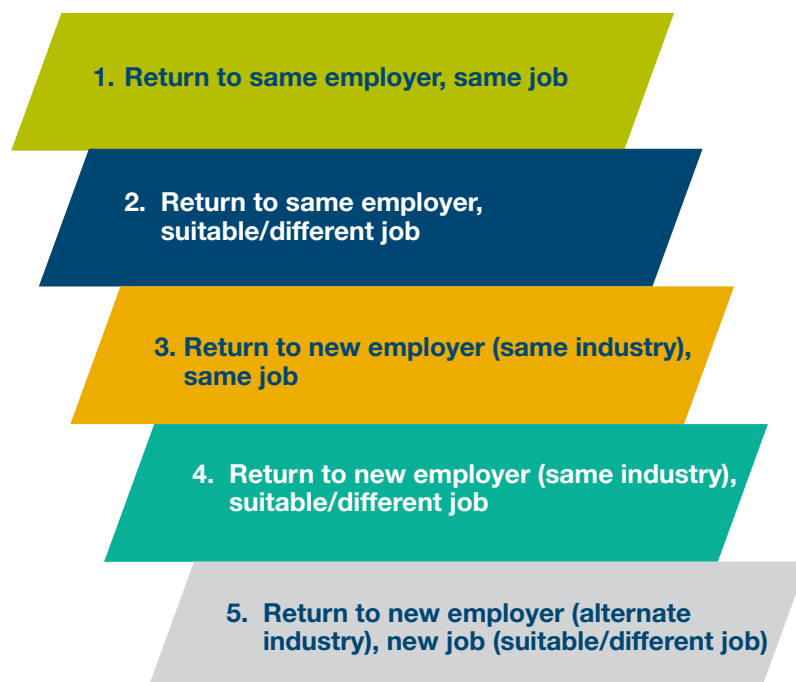 1. Return to same employer, same job
2. Return to same employer,
suitable/different job
3. Return to new employer (same industry),
same job
4. Return to new employer (same industry),
suitable/different job
5. Return to new employer (alternate
industry), new job (suitable/different job)